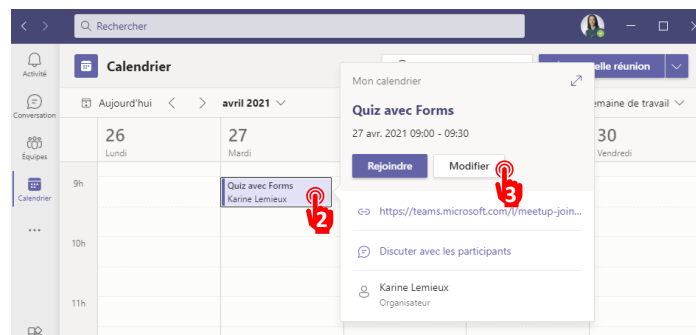 Rechercher
Activité
Conversation
Équipes
Calendrier
Calendrier
elle réunion
Aujourd'hui
avril 2021
emaine de travail
26
Lundi
27
Mardi
30
Vendredi
9h
10h
11h
Quiz avec Forms
Karine Lemieux
2
Mon calendrier
Quiz avec Forms
27 avr. 2021 09:00 - 09:30
Rejoindre
Modifier
3
https://teams.microsoft.com/l/meetup-join...
Discuter avec les participants
Karine Lemieux
Organisateur